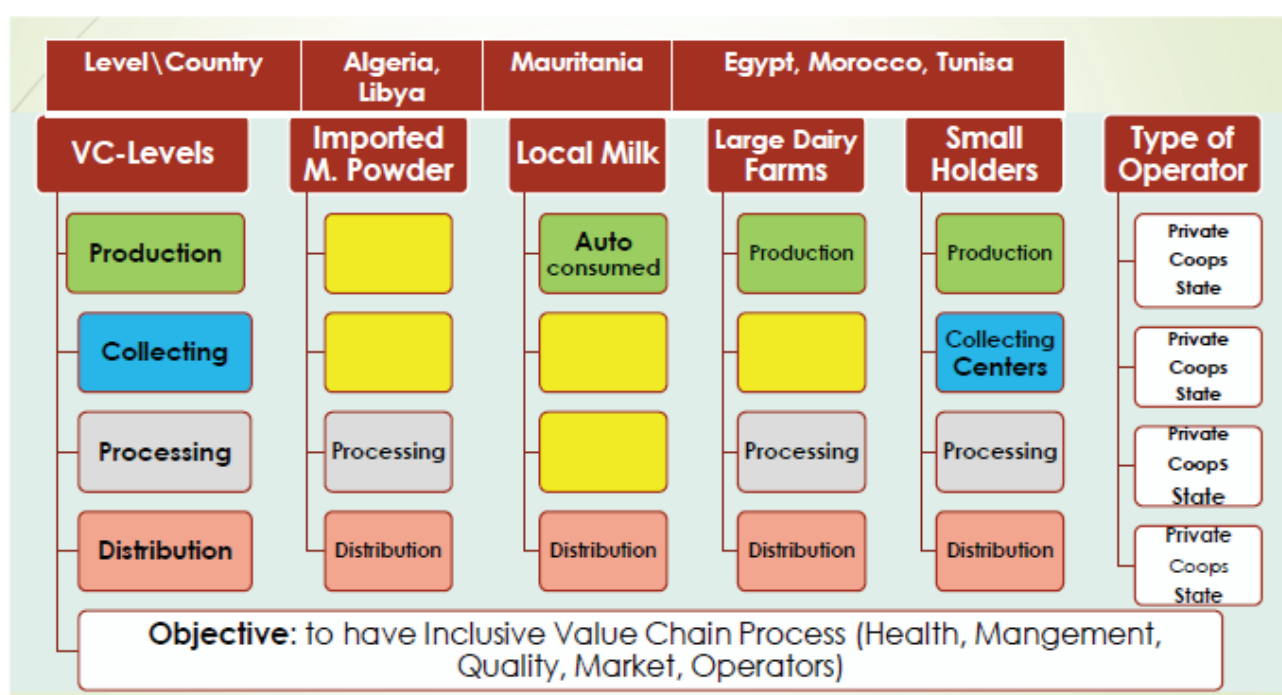 Level\Country
Algeria,
Libya
Mauritania
Egypt, Morocco, Tunisa
VC-Levels
Imported
M. Powder
Local Milk
Large Dairy
Farms
Small
Holders
Type of
Operator
Production
Auto
consumed
Production
Production
Private
Coops
State
Collecting
Collecting
Centers
Private
Coops
State
Processing
Processing
Processing
Processing
Private
Coops
State
Distribution
Distribution
Distribution
Distribution
Distribution
Private
Coops
State
Objective: to have Inclusive Value Chain Process (Health, Mangement,
Quality, Market, Operators)